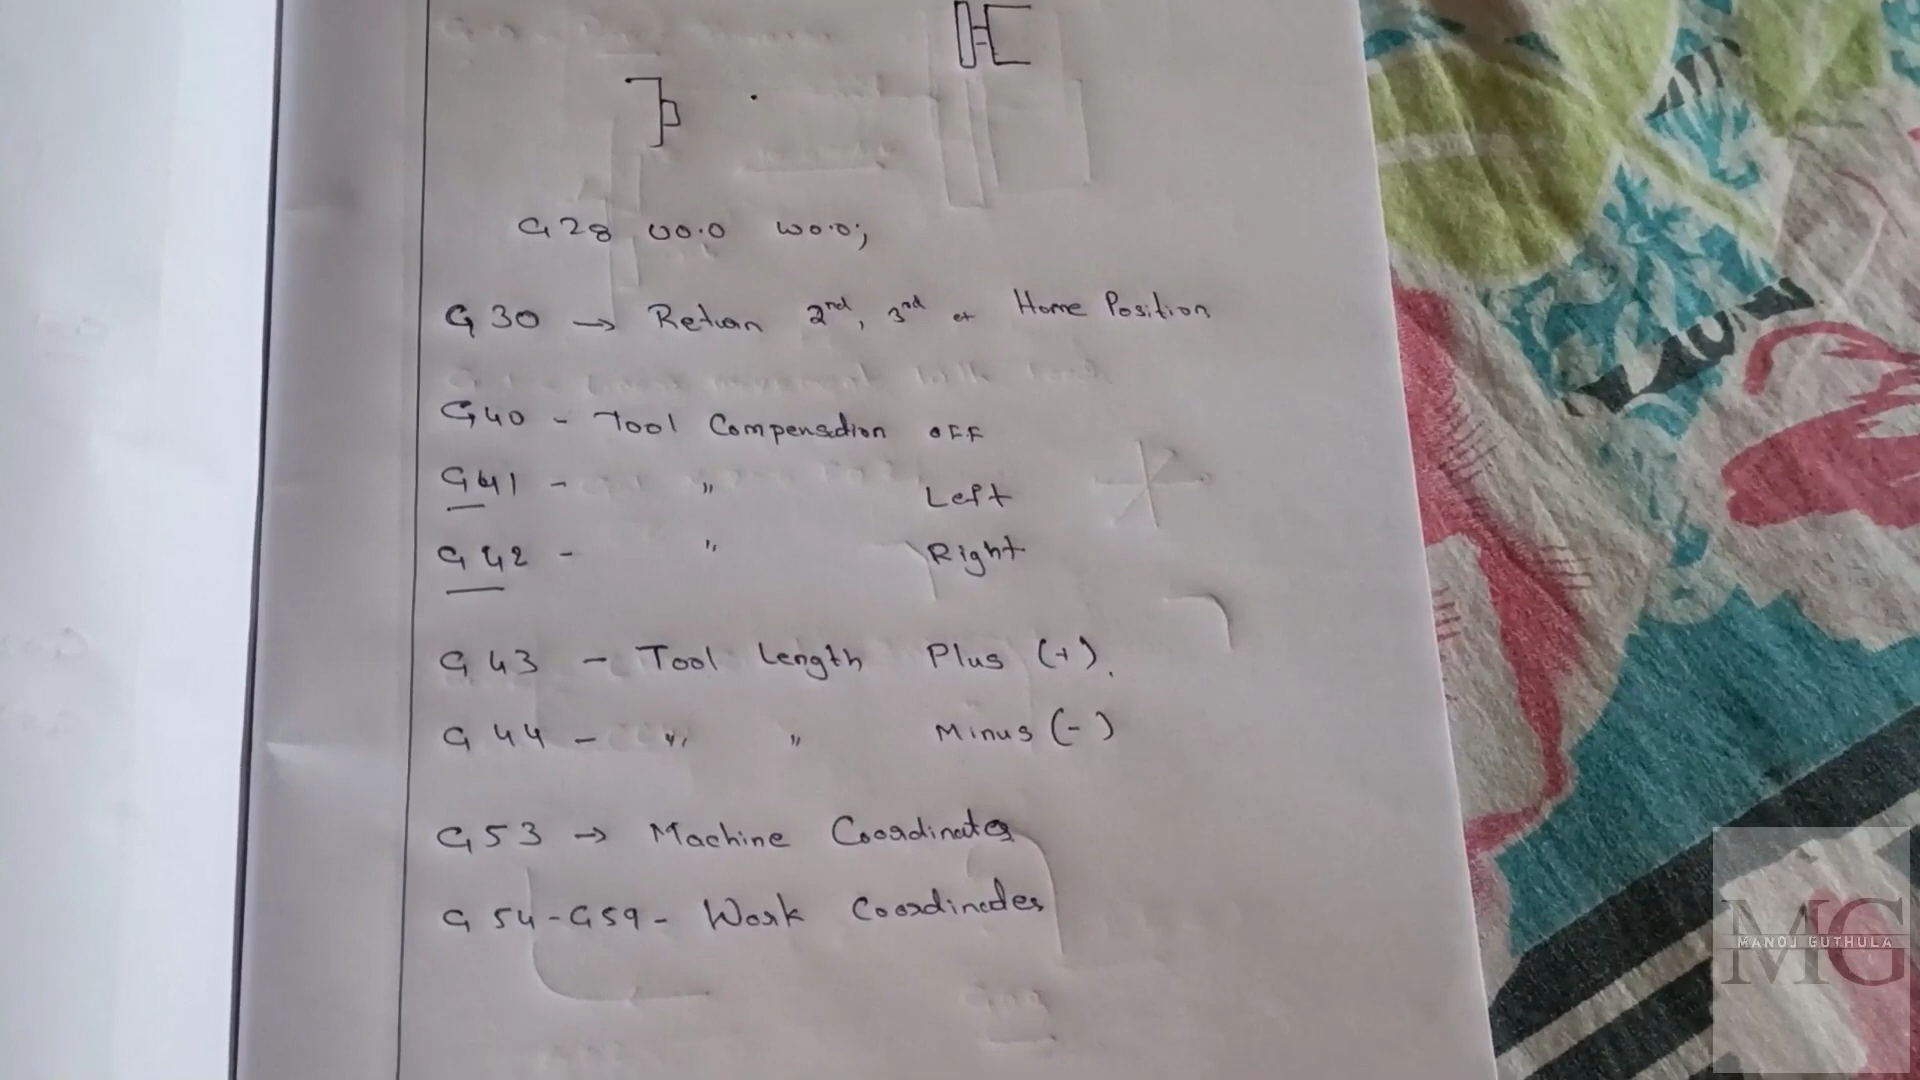 G28 U0.0 W0.0;
G30 → Return 2nd, 3rd Home Position
G40 - Tool Compensation OFF
G41 - " Left
G42 - " Right
G43 - Tool Length Plus (+).
G44 - " " Minus (-)
G53 → Machine Coordinates
G54-G59- Work Coordinates
MG
MANOJ GUTHULA